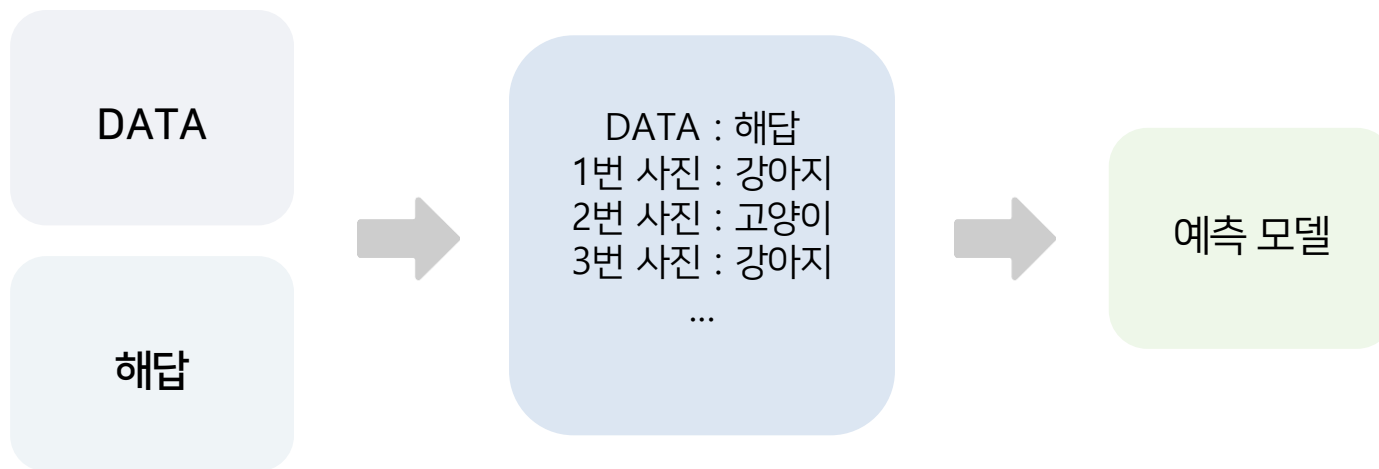 DATA
해답
DATA : 해답
1번 사진 : 강아지
2번 사진 : 고양이
3번 사진 : 강아지
...
예측 모델